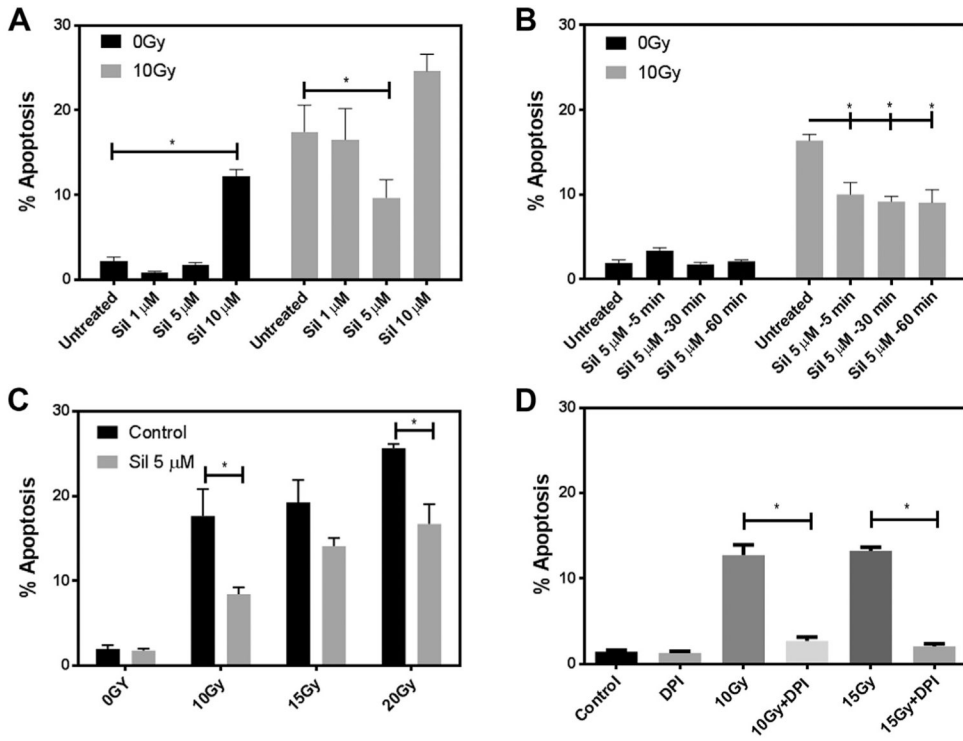 A
% Apoptosis
30
20
10
0
0Gy
10Gy
*
*
Untreated
Sil 1 μM
Sil 5 μM
Sil 10 μM
Untreated
Sil 1 μM
Sil 5 μM
Sil 10 μM
B
% Apoptosis
30
20
10
0
0Gy
10Gy
* * *
Untreated
Sil 5 μM -5 min
Sil 5 μM -30 min
Sil 5 μM -60 min
Untreated
Sil 5 μM -5 min
Sil 5 μM -30 min
Sil 5 μM -60 min
C
% Apoptosis
30
20
10
0
Control
Sil 5 μM
*
*
0GY
10Gy
15Gy
20Gy
D
% Apoptosis
30
20
10
0
*
*
Control
DPI
10Gy
10Gy+DPI
15Gy
15Gy+DPI